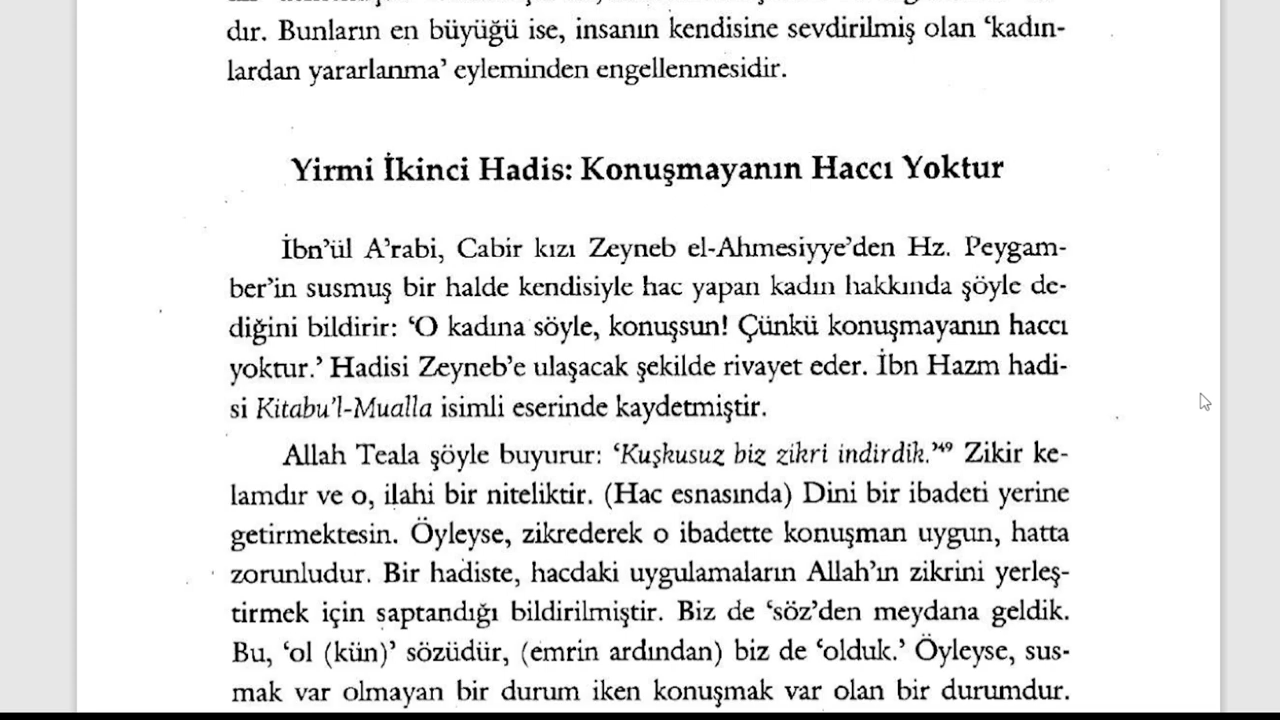 dır. Bunların en büyüğü ise, insanın kendisine sevdirilmiş olan ‘kadın-
lardan yararlanma’ eyleminden engellenmesidir.
Yirmi İkinci Hadis: Konuşmayanın Haccı Yoktur
İbn’ül A’rabi, Cabir kızı Zeyneb el-Ahmesiyye’den Hz. Peygam-
ber’in susmuş bir halde kendisiyle hac yapan kadın hakkında şöyle de-
diğini bildirir: ‘O kadına söyle, konuşsun! Çünkü konuşmayanın haccı
yoktur.’ Hadisi Zeyneb’e ulaşacak şekilde rivayet eder. İbn Hazm hadi-
si Kitabu’l-Mualla isimli eserinde kaydetmiştir.
Allah Teala şöyle buyurur: ‘Kuşkusuz biz zikri indirdik.’⁴⁹ Zikir ke-
lamdır ve o, ilahi bir niteliktir. (Hac esnasında) Dini bir ibadeti yerine
getirmektesin. Öyleyse, zikrederek o ibadette konuşman uygun, hatta
zorunludur. Bir hadiste, hacdaki uygulamaların Allah’ın zikrini yerleş-
tirmek için saptandığı bildirilmiştir. Biz de ‘söz’den meydana geldik.
Bu, ‘ol (kün)’ sözüdür, (emrin ardından) biz de ‘olduk.’ Öyleyse, sus-
mak var olmayan bir durum iken konuşmak var olan bir durumdur.